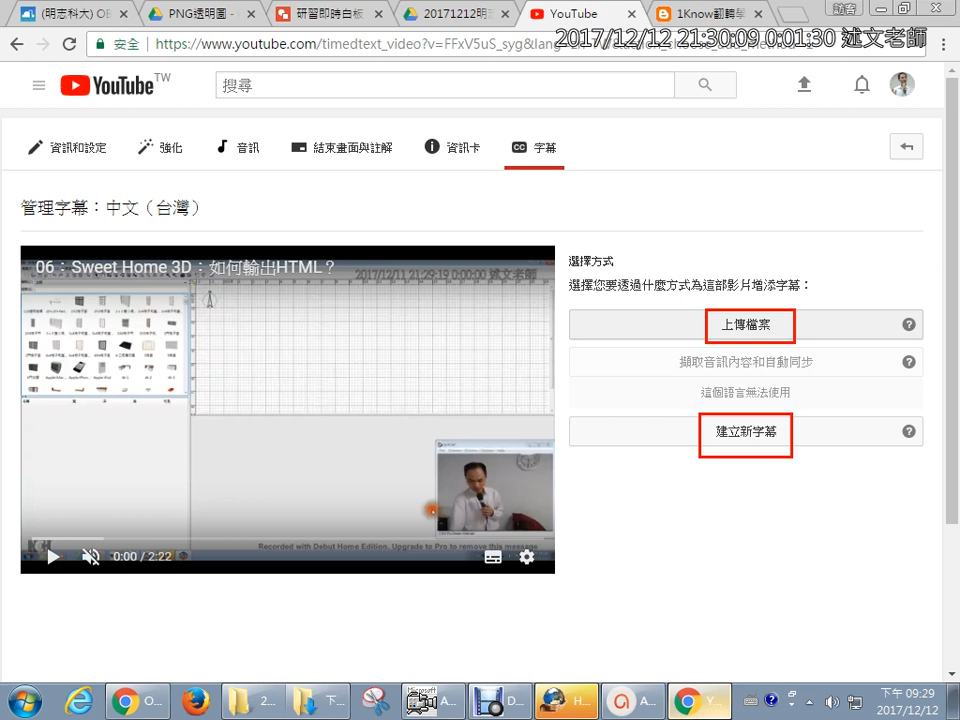 (明志科大) OB
PNG透明圖 -
研習即時白板
20171212明志
YouTube
1Know翻轉學
訪客
安全
https://www.youtube.com/timedtext_video?v=FFxV5uS_syg&lang
2017/12/12 21:30:09 0:01:30 述文老師
YouTube TW
搜尋
資訊和設定
強化
音訊
結束畫面與註解
資訊卡
CC 字幕
管理字幕：中文（台灣）
06：Sweet Home 3D：如何輸出HTML？
2017/12/11 21:29:19 0:00:00 述文老師
選擇方式
選擇您要透過什麼方式為這部影片增添字幕：
上傳檔案
擷取音訊內容和自動同步
這個語言無法使用
建立新字幕
0:00 / 2:22
Recorded with Debut Home Edition. Upgrade to Pro to remove this message
O...
2...
下...
Microsoft
A...
D...
H...
A...
Y...
下午 09:29
2017/12/12